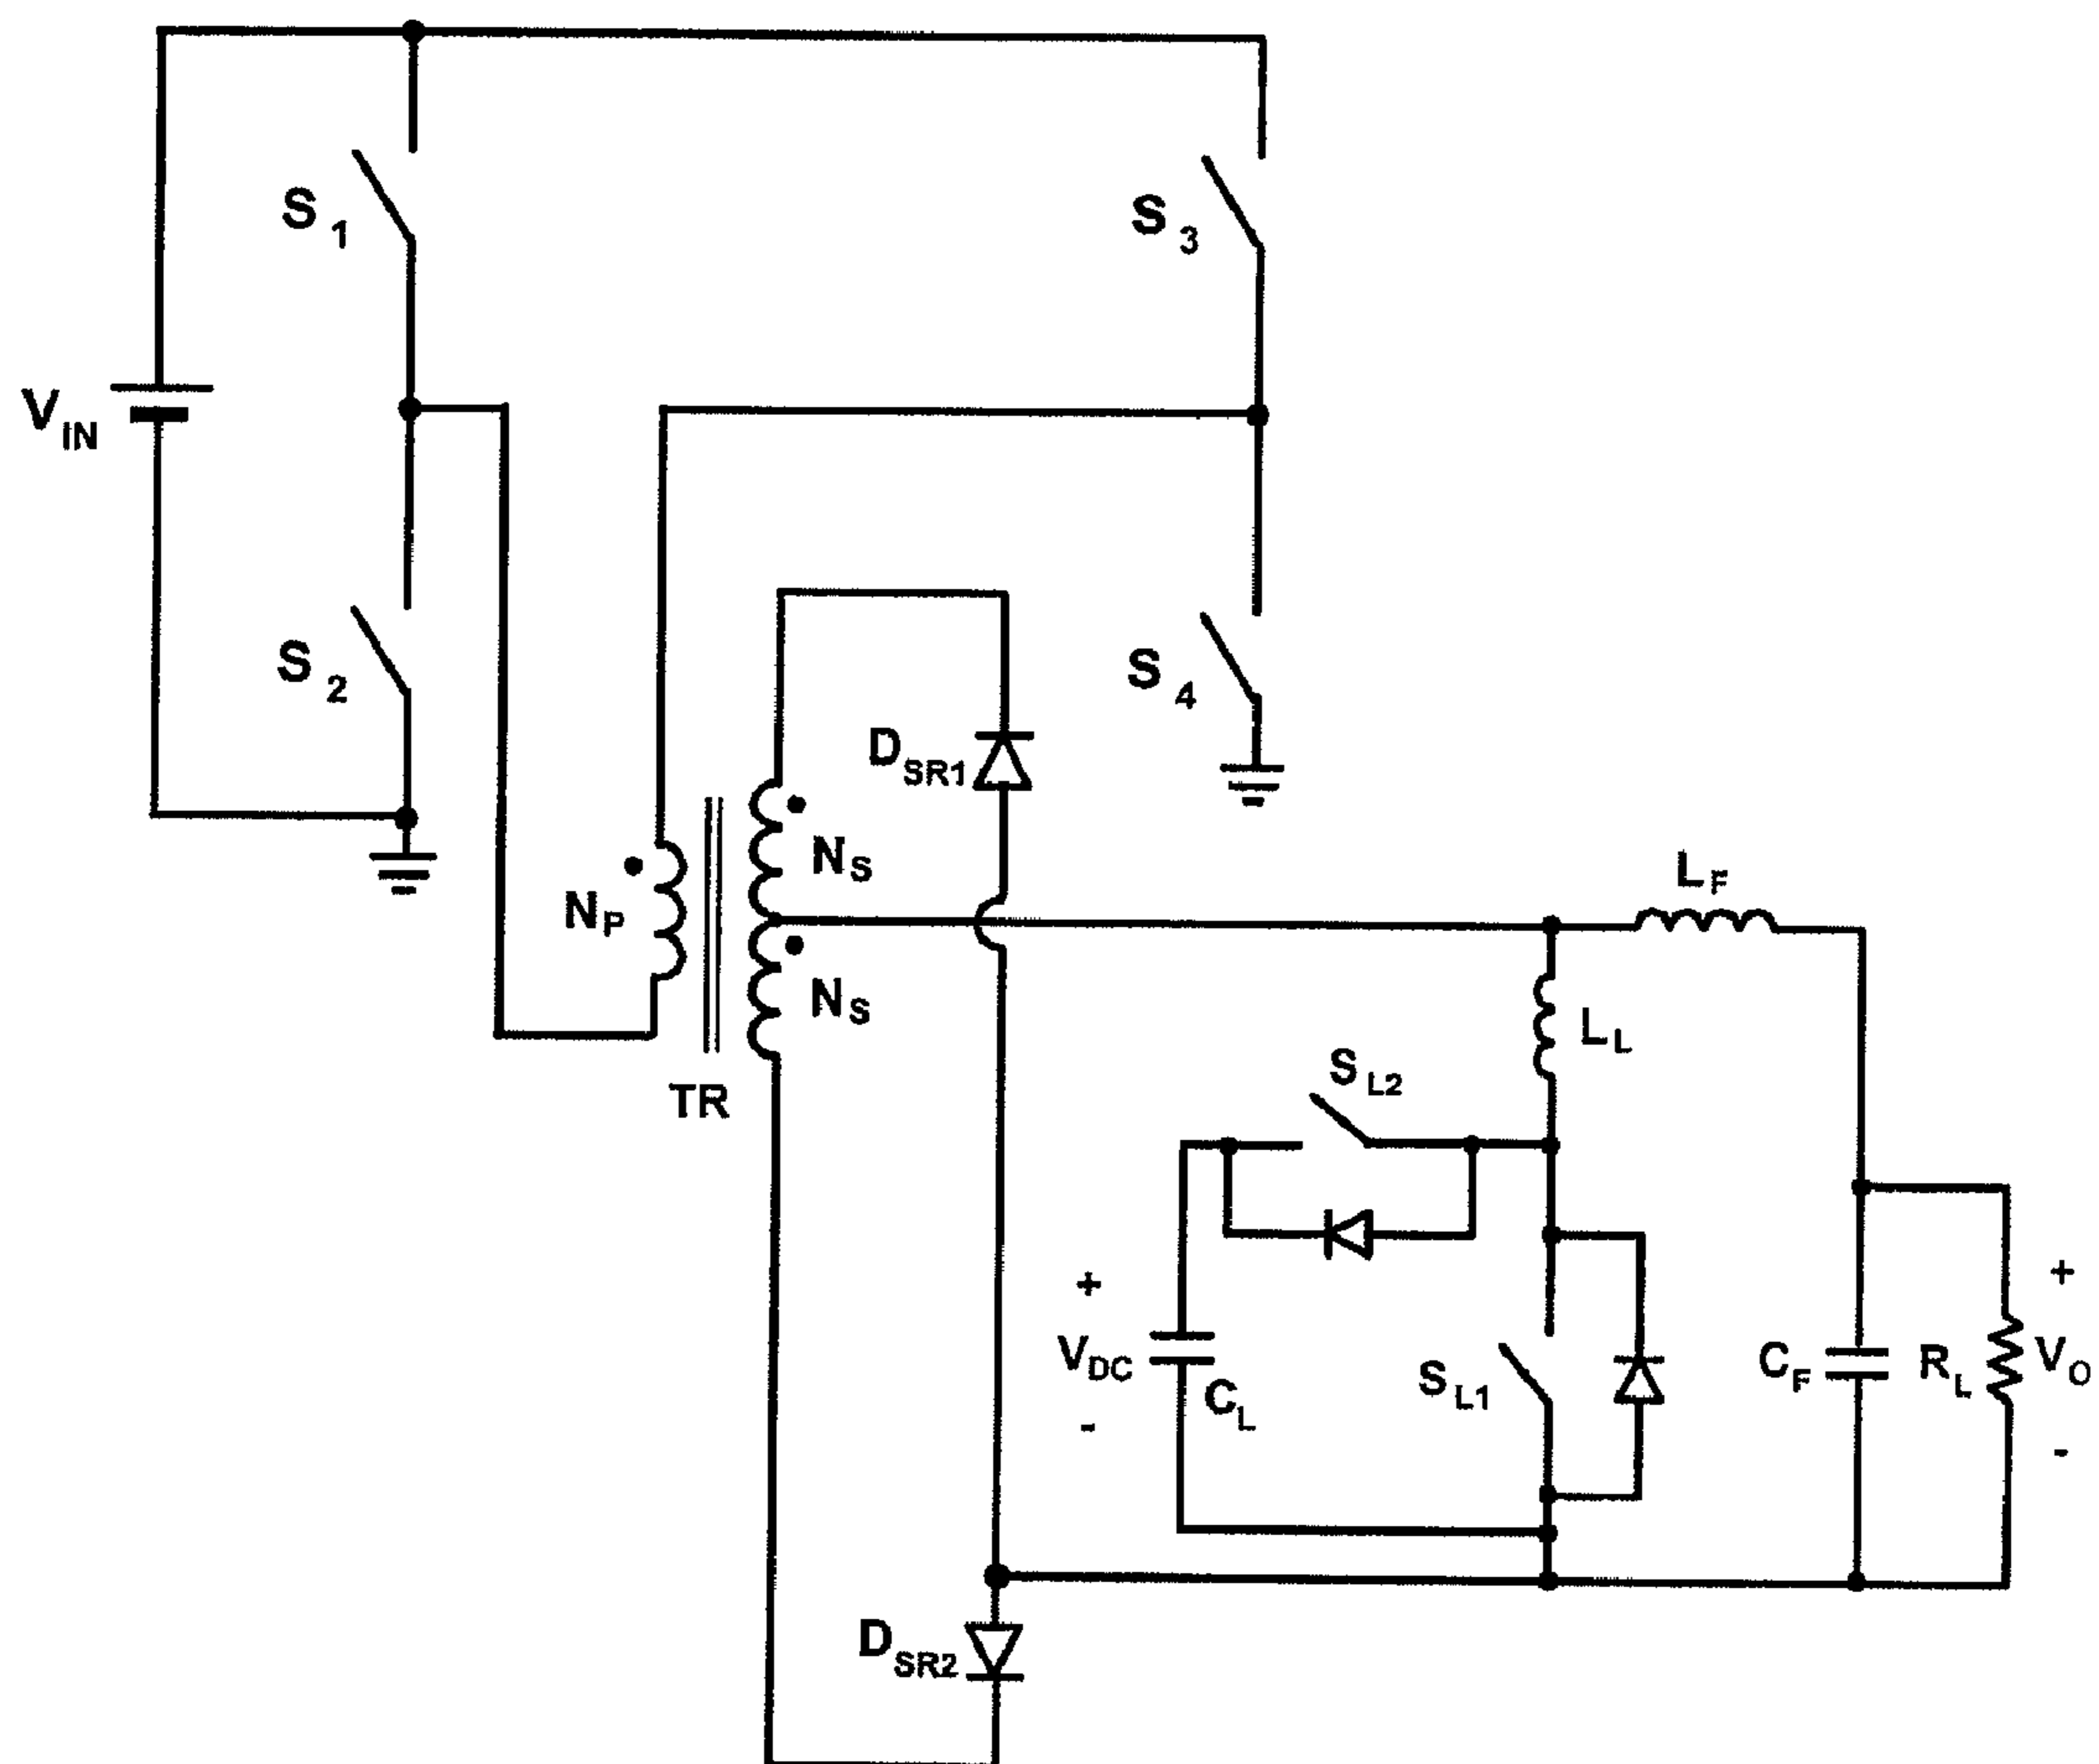 S1
S3
VIN
S2
S4
DSR1
NS
NP
LF
NS
LL
SL2
TR
+
VDC
-
CL
SL1
CF
RL
+
VO
-
DSR2